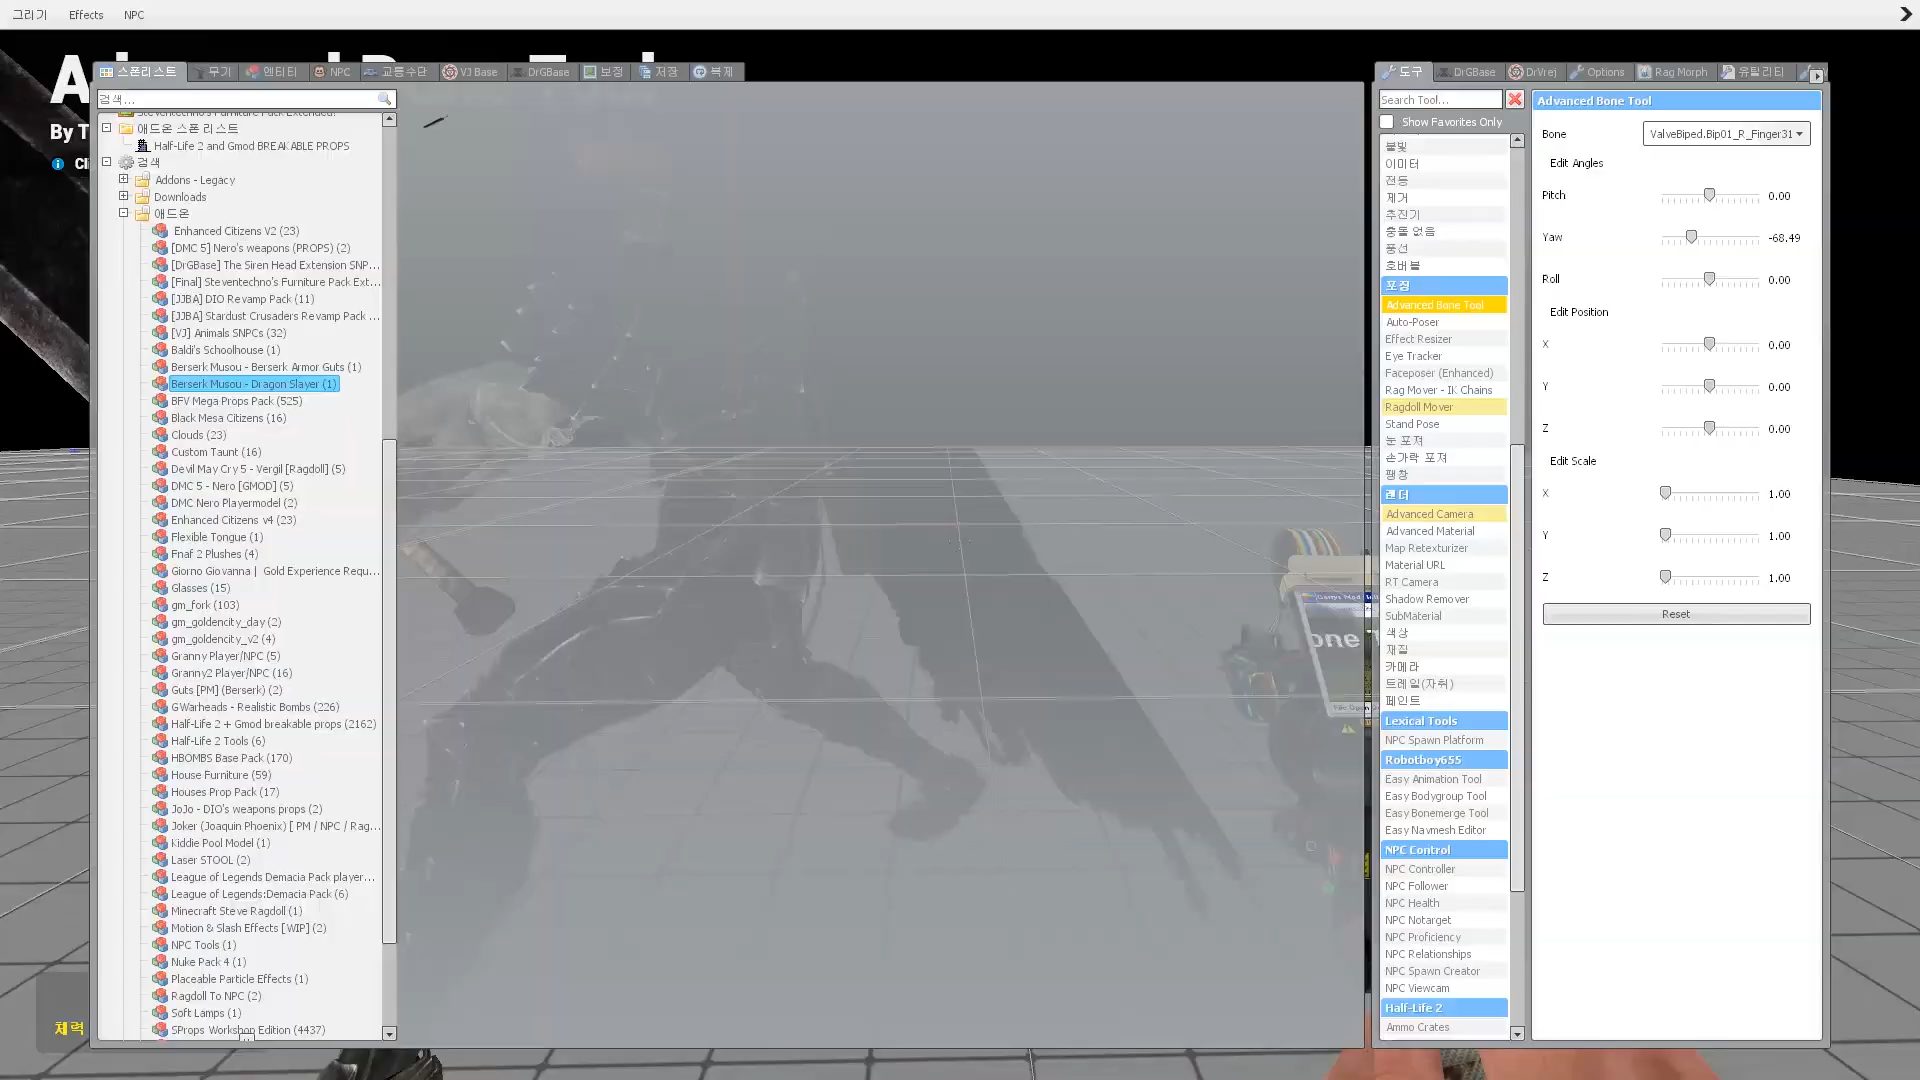 그리기 Effects NPC
By T
Cl
스폰리스트 무기 엔티티 NPC 교통수단 VJ Base DrGBase 보정 저장 복제
검색...
Steventechno's Furniture Pack Extended!
애드온 스폰 리스트
Half-Life 2 and Gmod BREAKABLE PROPS
검색
Addons - Legacy
Downloads
애드온
Enhanced Citizens V2 (23)
[DMC 5] Nero's weapons (PROPS) (2)
[DrGBase] The Siren Head Extension SNP...
[Final] Steventechno's Furniture Pack Ext...
[JJBA] DIO Revamp Pack (11)
[JJBA] Stardust Crusaders Revamp Pack ...
[VJ] Animals SNPCs (32)
Baldi's Schoolhouse (1)
Berserk Musou - Berserk Armor Guts (1)
Berserk Musou - Dragon Slayer (1)
BFV Mega Props Pack (525)
Black Mesa Citizens (16)
Clouds (23)
Custom Taunt (16)
Devil May Cry 5 - Vergil [Ragdoll] (5)
DMC 5 - Nero [GMOD] (5)
DMC Nero Playermodel (2)
Enhanced Citizens v4 (23)
Flexible Tongue (1)
Fnaf 2 Plushes (4)
Giorno Giovanna | Gold Experience Requ...
Glasses (15)
gm_fork (103)
gm_goldencity_day (2)
gm_goldencity_v2 (4)
Granny Player/NPC (5)
Granny2 Player/NPC (16)
Guts [PM] (Berserk) (2)
GWarheads - Realistic Bombs (226)
Half-Life 2 + Gmod breakable props (2162)
Half-Life 2 Tools (6)
HBOMBS Base Pack (170)
House Furniture (59)
Houses Prop Pack (17)
JoJo - DIO's weapons props (2)
Joker (Joaquin Phoenix) [ PM / NPC / Rag...
Kiddie Pool Model (1)
Laser STOOL (2)
League of Legends Demacia Pack player...
League of Legends:Demacia Pack (6)
Minecraft Steve Ragdoll (1)
Motion & Slash Effects [WIP] (2)
NPC Tools (1)
Nuke Pack 4 (1)
Placeable Particle Effects (1)
Ragdoll To NPC (2)
Soft Lamps (1)
SProps Workshop Edition (4437)
체력
도구 DrGBase DrVrej Options Rag Morph 유틸리티
Search Tool...
Show Favorites Only
불빛
이미터
전등
제거
추진기
충돌 없음
풍선
호버볼
포징
Advanced Bone Tool
Auto-Poser
Effect Resizer
Eye Tracker
Faceposer (Enhanced)
Rag Mover - IK Chains
Ragdoll Mover
Stand Pose
눈 포져
손가락 포져
팽창
렌더
Advanced Camera
Advanced Material
Map Retexturizer
Material URL
RT Camera
Shadow Remover
SubMaterial
색상
재질
카메라
트레일(자취)
페인트
Lexical Tools
NPC Spawn Platform
Robotboy655
Easy Animation Tool
Easy Bodygroup Tool
Easy Bonemerge Tool
Easy Navmesh Editor
NPC Control
NPC Controller
NPC Follower
NPC Health
NPC Notarget
NPC Proficiency
NPC Relationships
NPC Spawn Creator
NPC Viewcam
Half-Life 2
Ammo Crates
Advanced Bone Tool
Bone ValveBiped.Bip01_R_Finger31
Edit Angles
Pitch 0.00
Yaw -68.49
Roll 0.00
Edit Position
X 0.00
Y 0.00
Z 0.00
Edit Scale
X 1.00
Y 1.00
Z 1.00
Reset